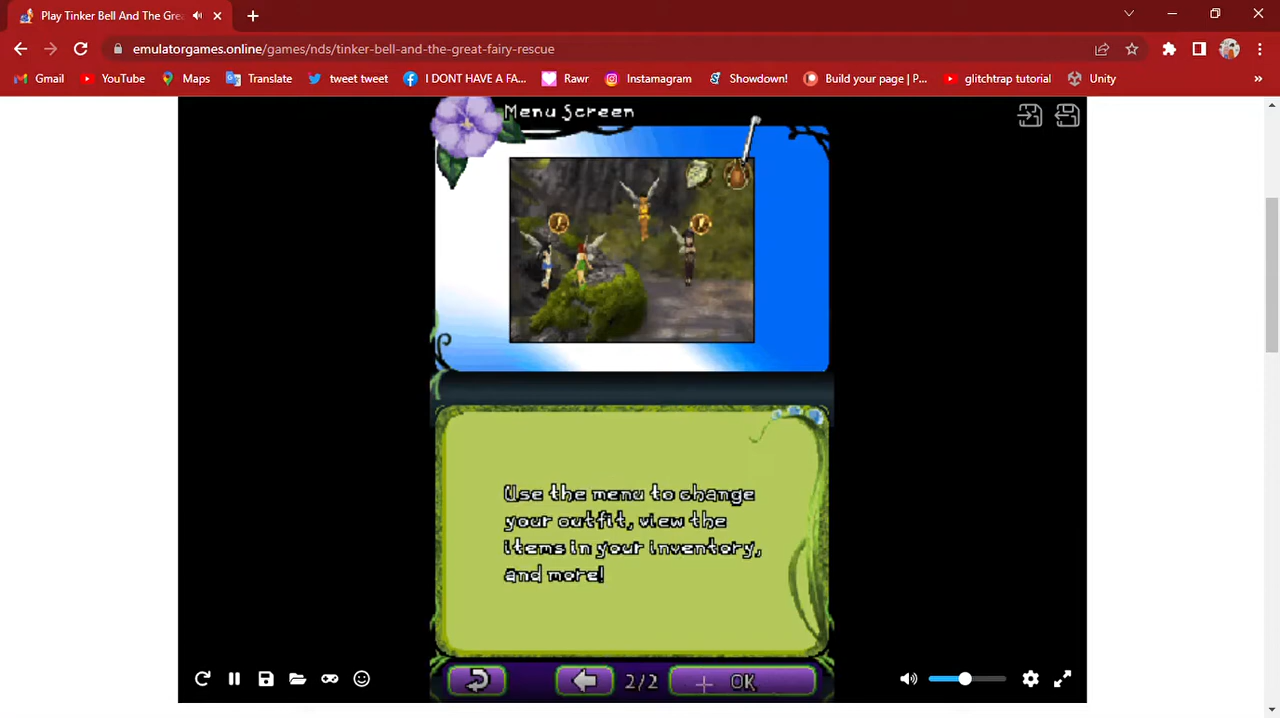 Play Tinker Bell And The Grea
emulatorgames.online/games/nds/tinker-bell-and-the-great-fairy-rescue
Gmail YouTube Maps Translate tweet tweet I DONT HAVE A FA... Rawr Instamagram Showdown! Build your page | P... glitchtrap tutorial Unity »
Menu Screen
Use the menu to change
your outfit, view the
items in your inventory,
and more!
2/2 OK